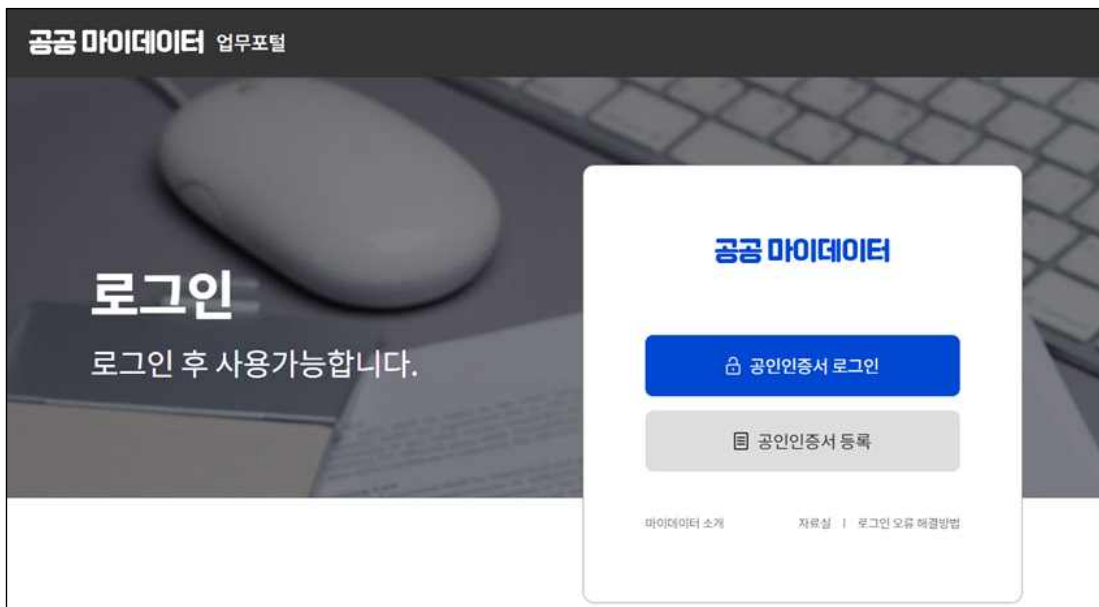 공공 마이데이터 업무포털
로그인
로그인 후 사용가능합니다.
공공 마이데이터
공인인증서 로그인
공인인증서 등록
마이데이터 소개 자료실 | 로그인 오류 해결방법